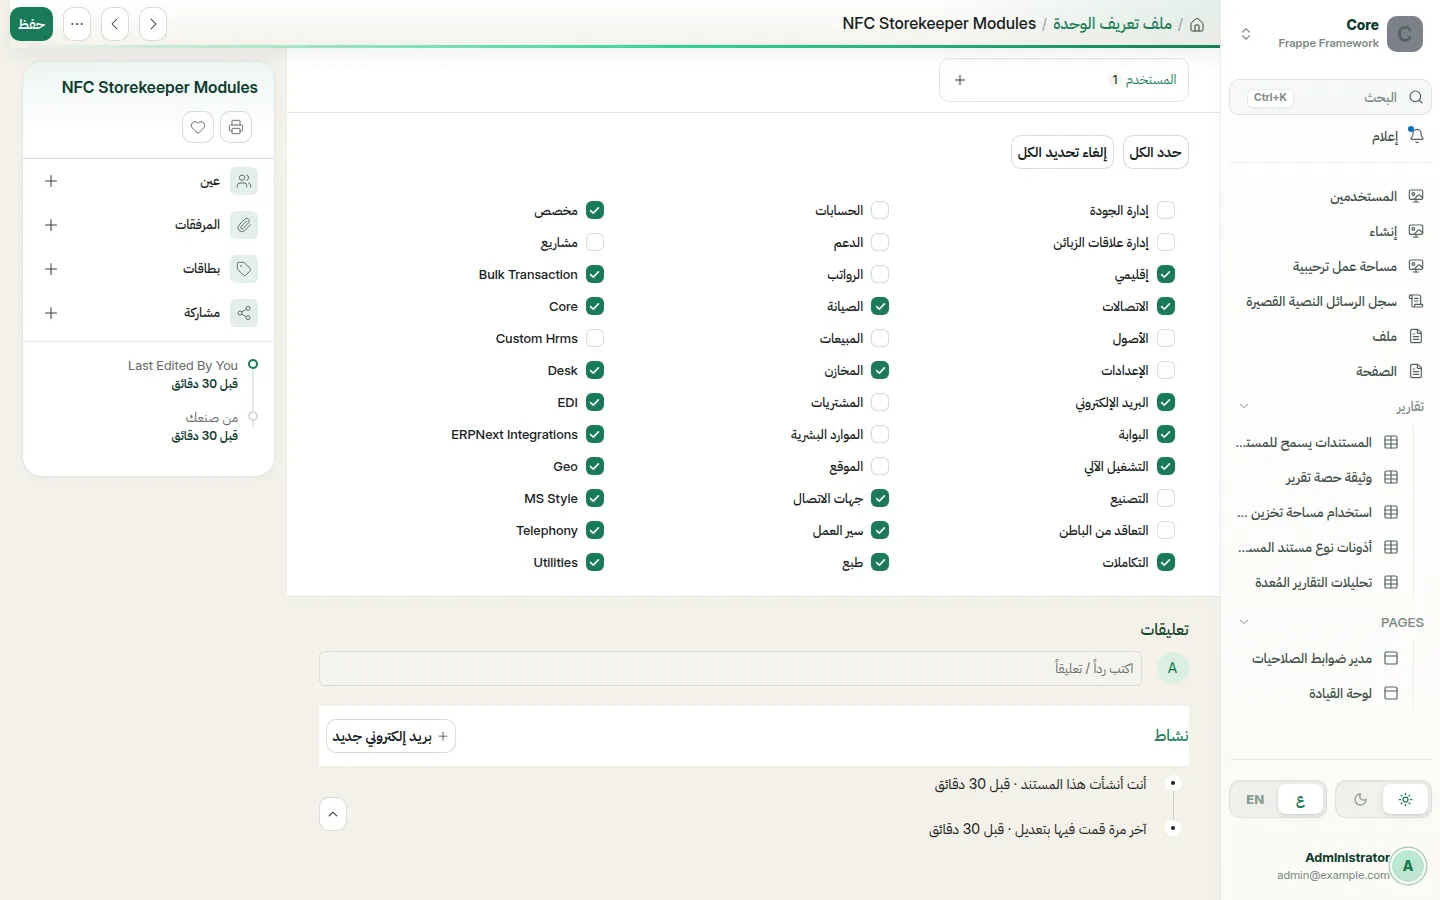 Core
Frappe Framework
البحث
Ctrl+K
إعلام
المستخدمين
إنشاء
مساحة عمل ترحيبية
سجل الرسائل النصية القصيرة
ملف
الصفحة
تقارير
المستندات يسمح للمستـ...
وثيقة حصة تقرير
استخدام مساحة تخزين ...
أذونات نوع مستند المسـ...
تحليلات التقارير المُعدة
PAGES
مدير ضوابط الصلاحيات
لوحة القيادة
ع
EN
Administrator
admin@example.com
A
C
ملف تعريف الوحدة / NFC Storekeeper Modules
حفظ
المستخدم 1
حدد الكل
إلغاء تحديد الكل
إدارة الجودة
إدارة علاقات الزبائن
إقليمي
الاتصالات
الأصول
الإعدادات
البريد الإلكتروني
البوابة
التشغيل الآلي
التصنيع
التعاقد من الباطن
التكاملات
الحسابات
الدعم
الرواتب
الصيانة
المبيعات
المخازن
المشتريات
الموارد البشرية
الموقع
جهات الاتصال
سير العمل
طبع
مخصص
مشاريع
Bulk Transaction
Core
Custom Hrms
Desk
EDI
ERPNext Integrations
Geo
MS Style
Telephony
Utilities
تعليقات
A
اكتب رداً / تعليقاً
نشاط
بريد إلكتروني جديد
أنت أنشأت هذا المستند · قبل 30 دقائق
آخر مرة قمت فيها بتعديل · قبل 30 دقائق
NFC Storekeeper Modules
عين
المرفقات
بطاقات
مشاركة
Last Edited By You
قبل 30 دقائق
من صنعك
قبل 30 دقائق